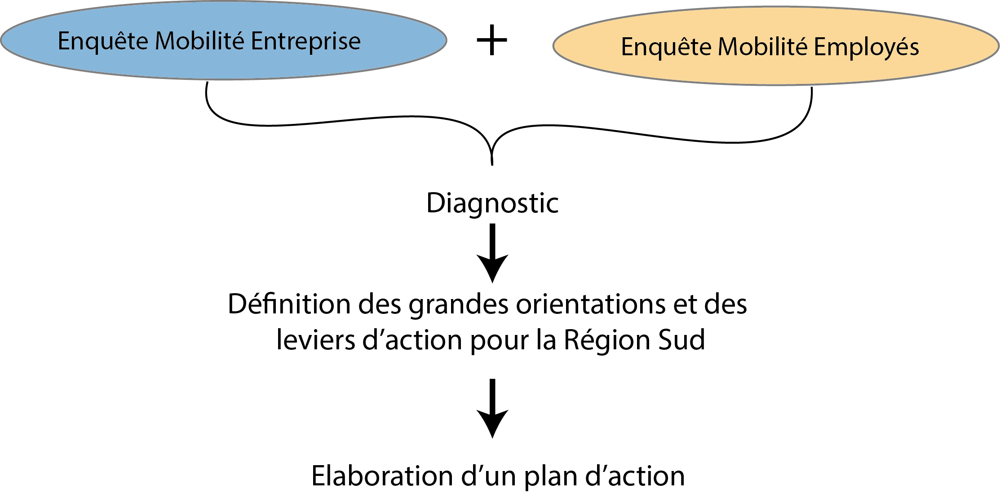 Enquête Mobilité Entreprise + Enquête Mobilité Employés
Diagnostic
Définition des grandes orientations et des
leviers d’action pour la Région Sud
Elaboration d’un plan d’action